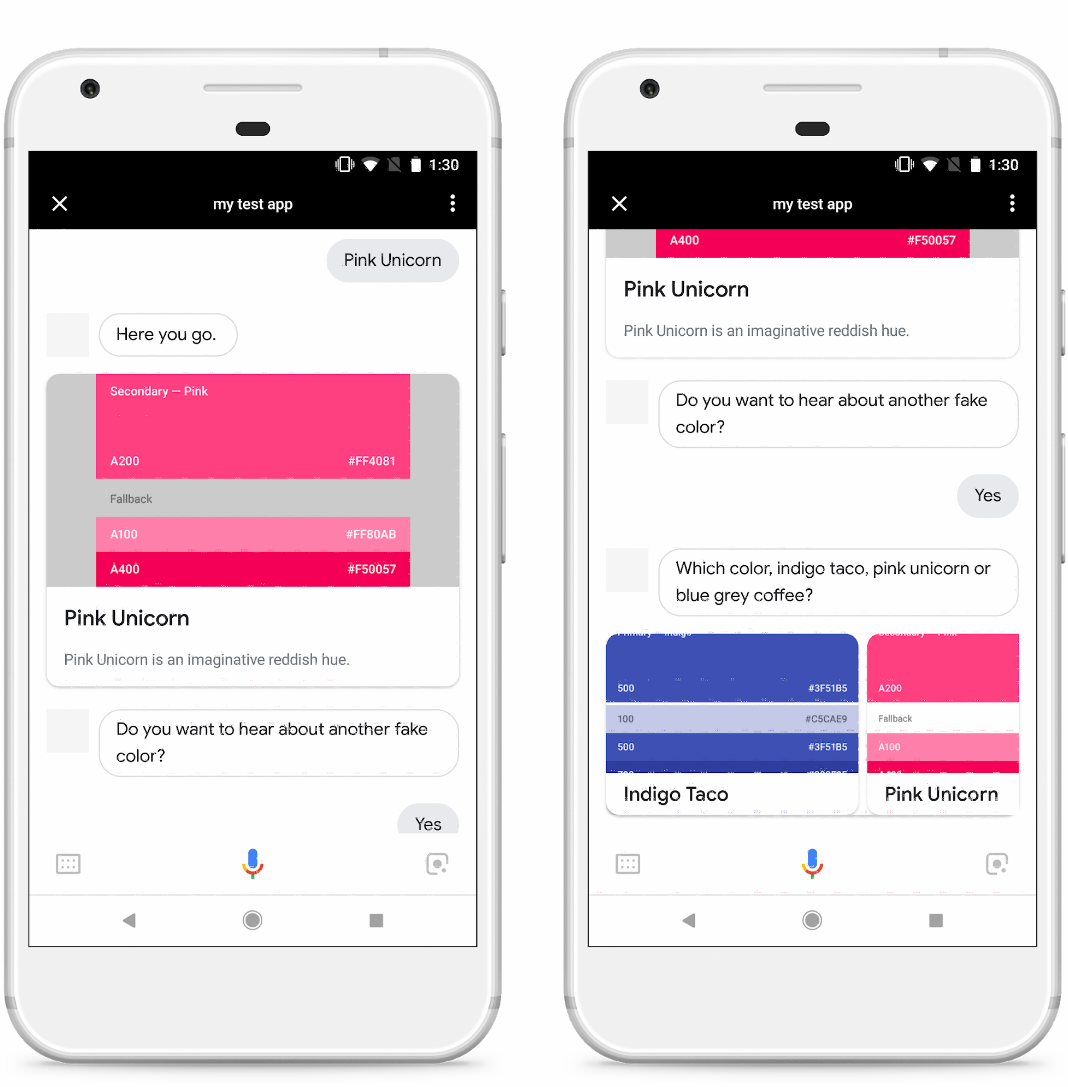 1:30
my test app
Pink Unicorn
Here you go.
Secondary — Pink
A200 #FF4081
Fallback
A100 #FF80AB
A400 #F50057
Pink Unicorn
Pink Unicorn is an imaginative reddish hue.
Do you want to hear about another fake
color?
Yes
1:30
my test app
A400 #F50057
Pink Unicorn
Pink Unicorn is an imaginative reddish hue.
Do you want to hear about another fake
color?
Yes
Which color, indigo taco, pink unicorn or
blue grey coffee?
500 #3F51B5
100 #C5CAE9
500 #3F51B5
Indigo Taco
A200
Fallback
A100
Pink Unicorn